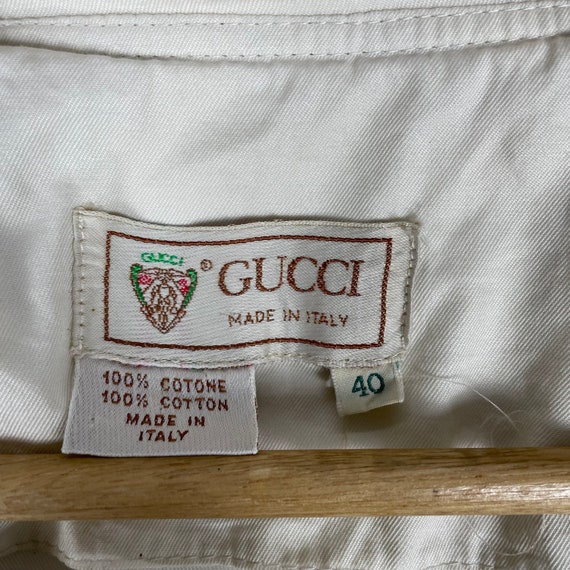 GUCCI
® GUCCI
MADE IN ITALY
100% COTONE
100% COTTON
MADE IN
ITALY
40